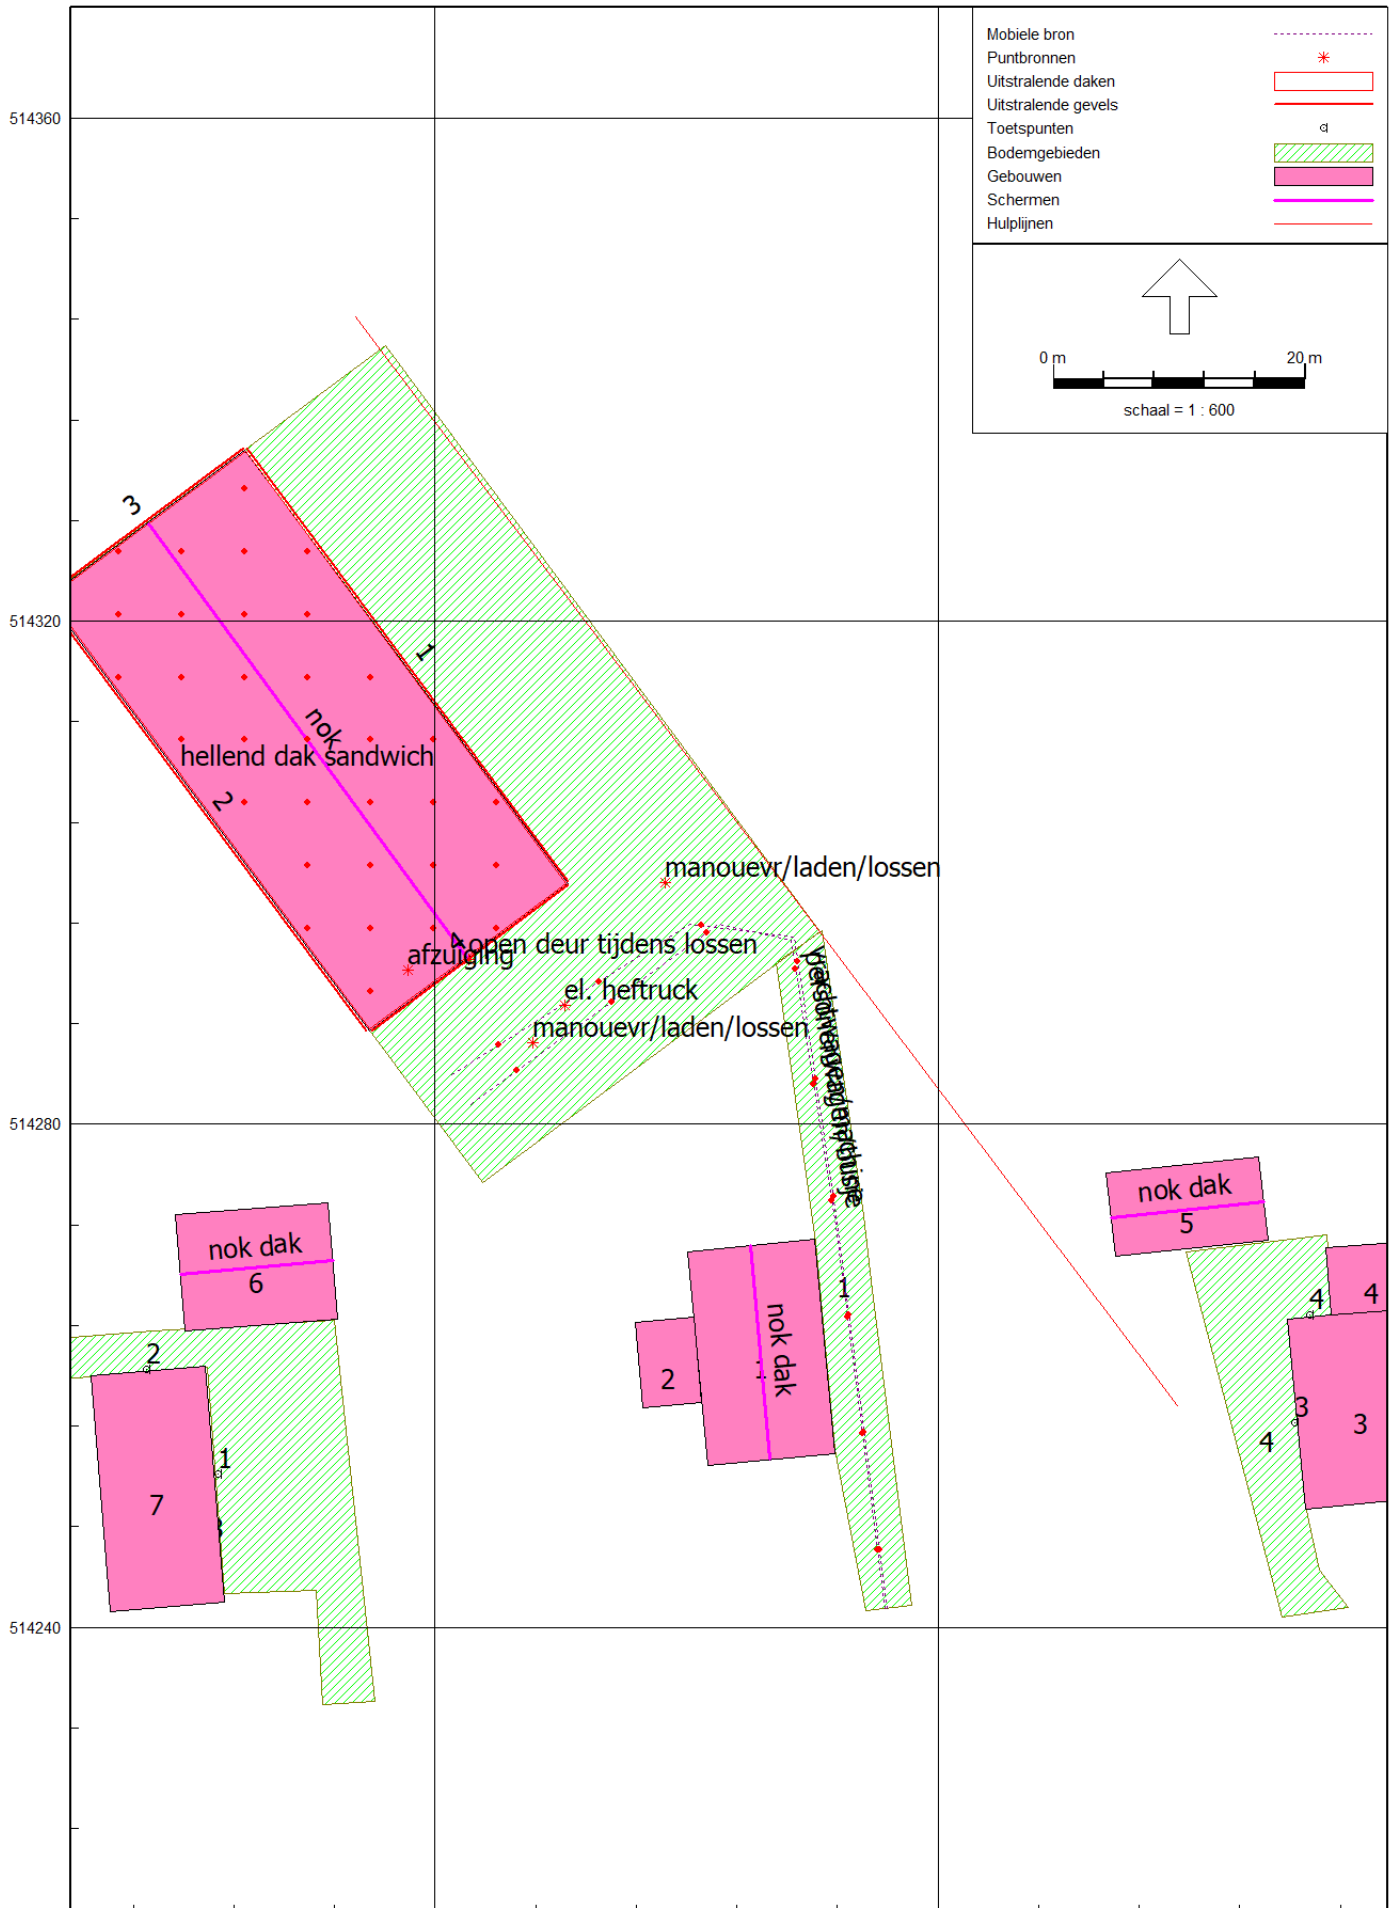 Mobiele bron
Puntbronnen
Uitstralende daken
Uitstralende gevels
Toetspunten
Bodemgebieden
Gebouwen
Schermen
Hulplijnen
0 m
20 m
schaal = 1 : 600
514360
514320
514280
514240
3
1
nok
hellend dak sandwich
2
manouevr/laden/lossen
4
open deur tijdens lossen
afzuiging
el. heftruck
manouevr/laden/lossen
nok dak
5
nok dak
6
1
4
4
nok dak
1
2
2
3
3
4
1
7